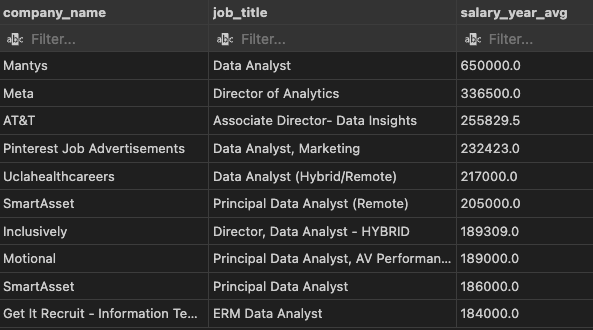 company_name job_title salary_year_avg
abc Filter... abc Filter... abc Filter...
Mantys Data Analyst 650000.0
Meta Director of Analytics 336500.0
AT&T Associate Director- Data Insights 255829.5
Pinterest Job Advertisements Data Analyst, Marketing 232423.0
Uclahealthcareers Data Analyst (Hybrid/Remote) 217000.0
SmartAsset Principal Data Analyst (Remote) 205000.0
Inclusively Director, Data Analyst - HYBRID 189309.0
Motional Principal Data Analyst, AV Performan... 189000.0
SmartAsset Principal Data Analyst 186000.0
Get It Recruit - Information Te... ERM Data Analyst 184000.0